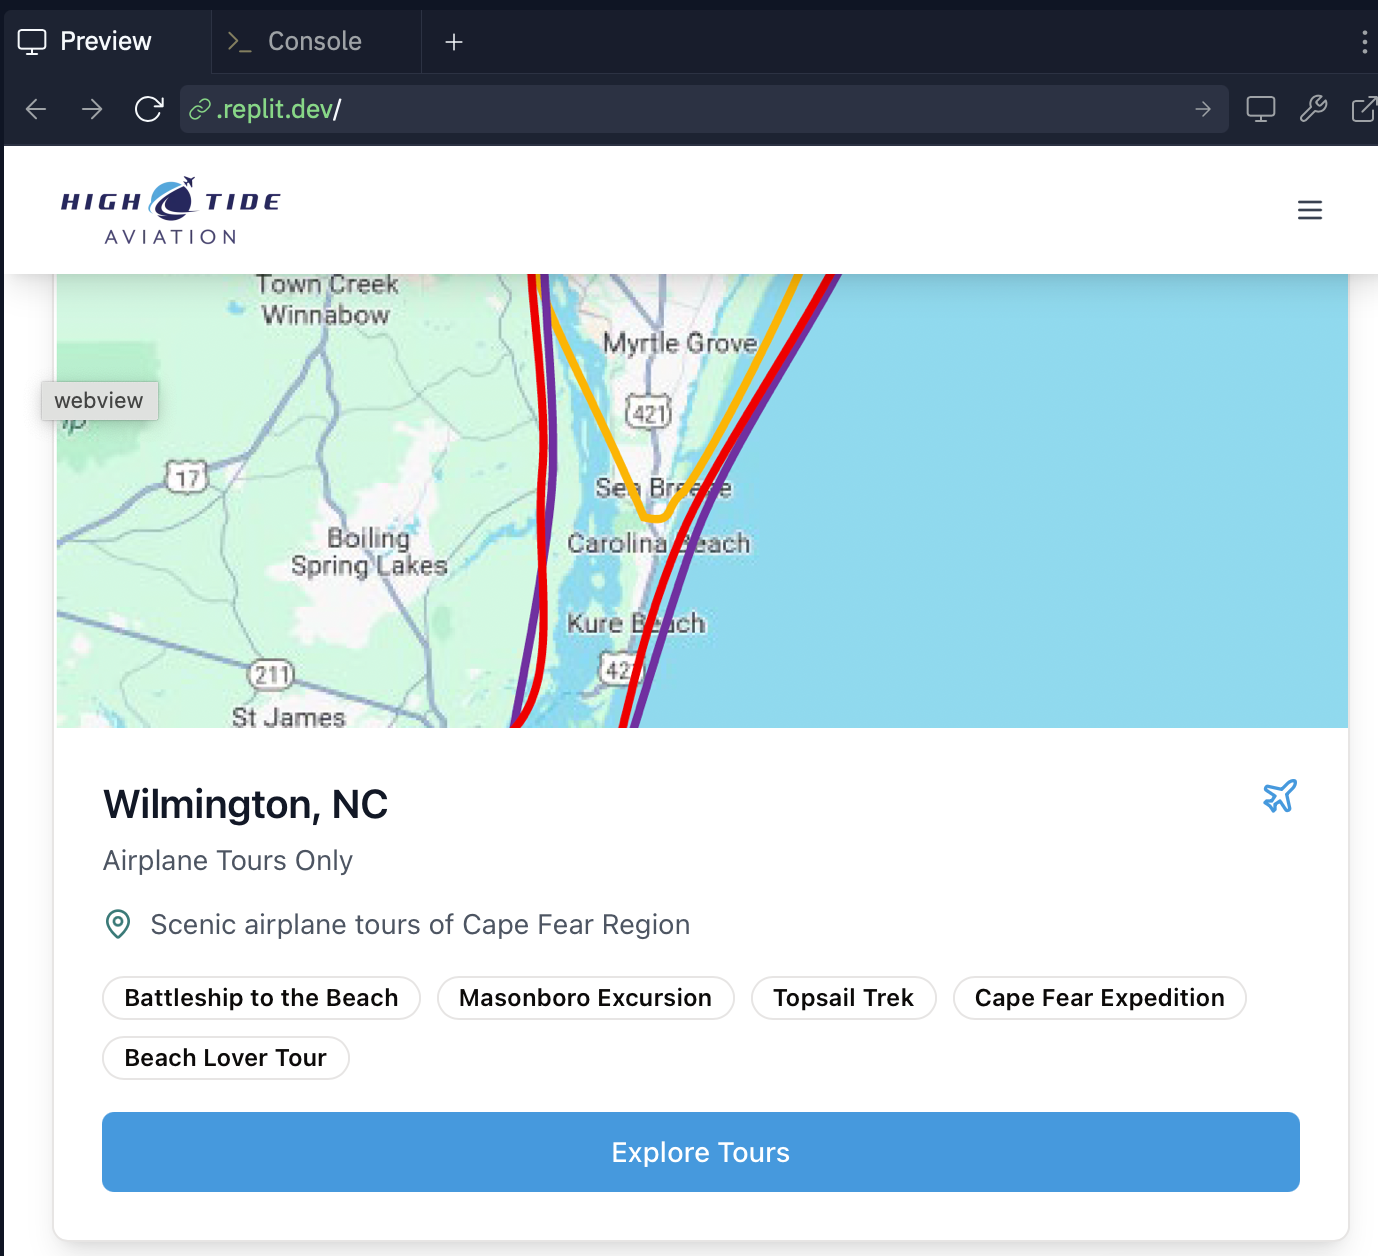 Preview
Console
.replit.dev/
HIGH TIDE
AVIATION
Town Creek
Winnabow
Myrtle Grove
421
webview
17
Sea Breeze
Boiling
Spring Lakes
Carolina Beach
Kure Beach
421
211
St James
Wilmington, NC
Airplane Tours Only
Scenic airplane tours of Cape Fear Region
Battleship to the Beach
Masonboro Excursion
Topsail Trek
Cape Fear Expedition
Beach Lover Tour
Explore Tours